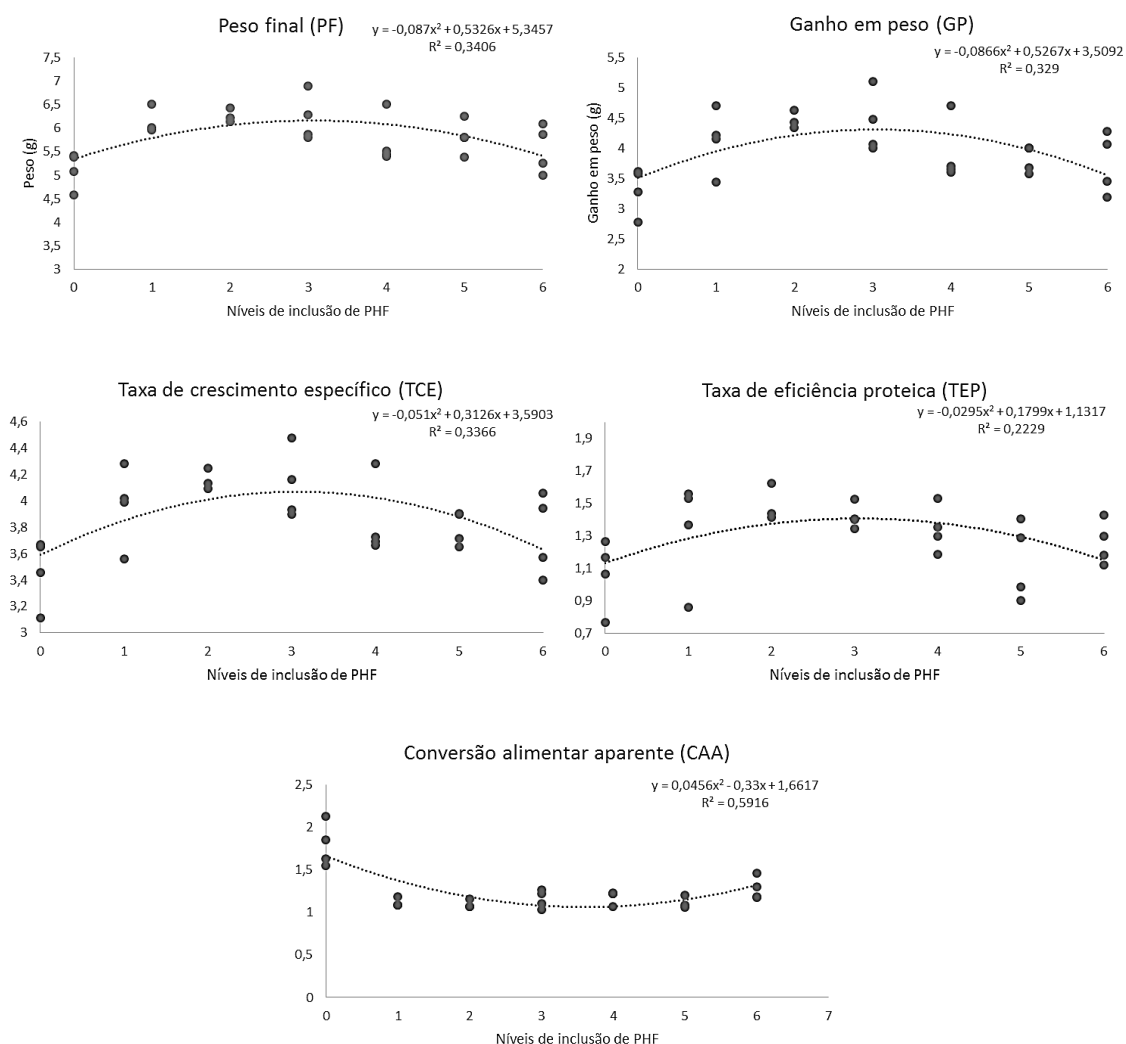 Peso final (PF)
y = -0,087x² + 0,5326x + 5,3457
R² = 0,3406
7,5
7
6,5
6
5,5
5
4,5
4
3,5
3
Peso (g)
0 1 2 3 4 5 6
Níveis de inclusão de PHF
Ganho em peso (GP)
y = -0,0866x² + 0,5267x + 3,5092
R² = 0,329
5,5
5
4,5
4
3,5
3
2,5
2
Ganho em peso (g)
0 1 2 3 4 5 6
Níveis de inclusão de PHF
Taxa de crescimento específico (TCE)
y = -0,051x² + 0,3126x + 3,5903
R² = 0,3366
4,6
4,4
4,2
4
3,8
3,6
3,4
3,2
3
0 1 2 3 4 5 6
Níveis de inclusão de PHF
Taxa de eficiência proteica (TEP)
y = -0,0295x² + 0,1799x + 1,1317
R² = 0,2229
1,9
1,7
1,5
1,3
1,1
0,9
0,7
0 1 2 3 4 5 6
Níveis de inclusão de PHF
Conversão alimentar aparente (CAA)
y = 0,0456x² - 0,33x + 1,6617
R² = 0,5916
2,5
2
1,5
1
0,5
0
0 1 2 3 4 5 6 7
Níveis de inclusão de PHF